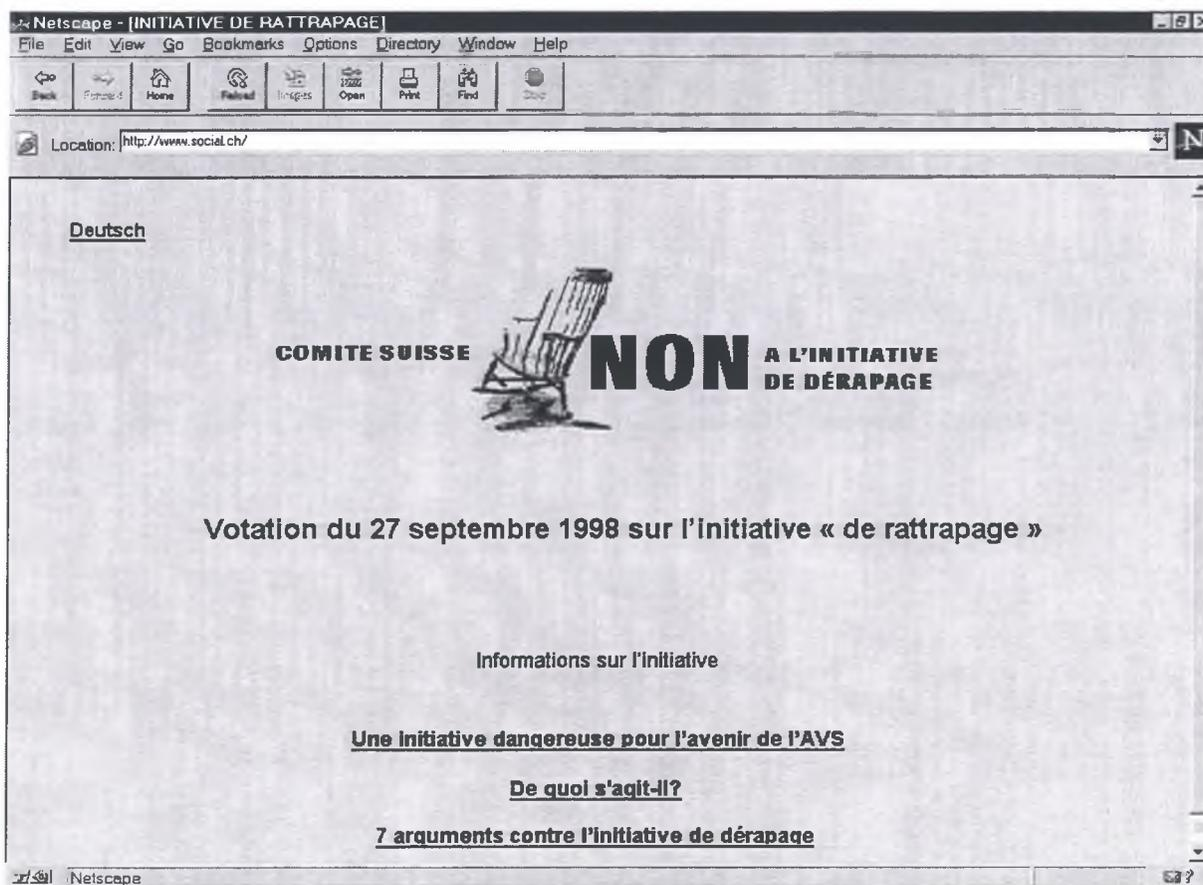 Netscape - [INITIATIVE DE RATTRAPAGE]
File Edit View Go Bookmarks Options Directory Window Help
Back Forward Home Reload Images Open Print Find Stop
Location: http://www.social.ch/
N
Deutsch
COMITE SUISSE NON A L'INITIATIVE
DE DÉRAPAGE
Votation du 27 septembre 1998 sur l'initiative « de rattrapage »
Informations sur l'initiative
Une initiative dangereuse pour l'avenir de l'AVS
De quoi s'agit-il?
7 arguments contre l'initiative de dérapage
Netscape
?